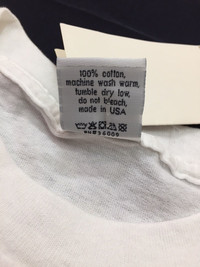 100% cotton,
machine wash warm,
tumble dry low,
do not bleach,
made in USA